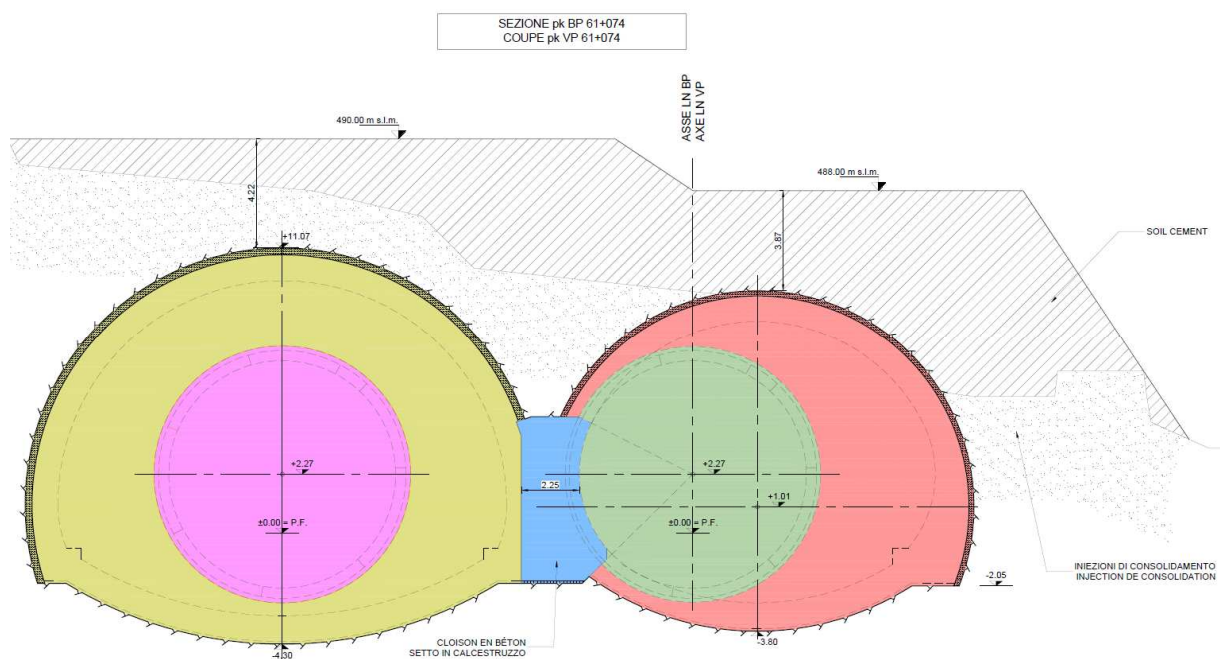 SEZIONE pk BP 61+074
COUPE pk VP 61+074
ASSE LN BP
AXE LN VP
490.00 m s.l.m.
488.00 m s.l.m.
4.22
3.87
SOIL CEMENT
+11.07
+2.27
+2.27
2.25
+1.01
±0.00 = P.F.
±0.00 = P.F.
-2.05
INIEZIONI DI CONSOLIDAMENTO
INJECTION DE CONSOLIDATION
CLOISON EN BÉTON
SETTO IN CALCESTRUZZO
-4.30
-3.80